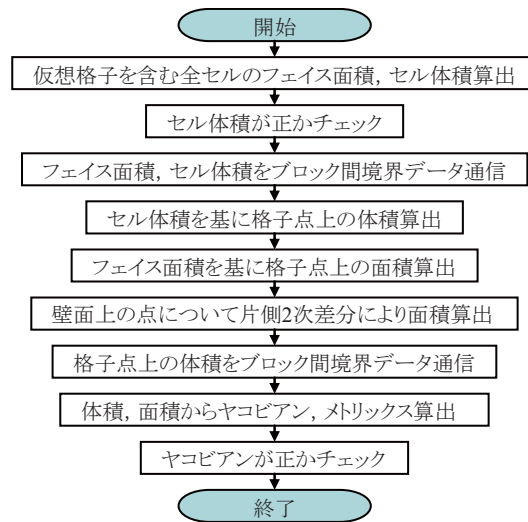 開始
仮想格子を含む全セルのフェイス面積, セル体積算出
セル体積が正かチェック
フェイス面積, セル体積をブロック間境界データ通信
セル体積を基に格子点上の体積算出
フェイス面積を基に格子点上の面積算出
壁面上の点について片側2次差分により面積算出
格子点上の体積をブロック間境界データ通信
体積, 面積からヤコビアン, メトリックス算出
ヤコビアンが正かチェック
終了